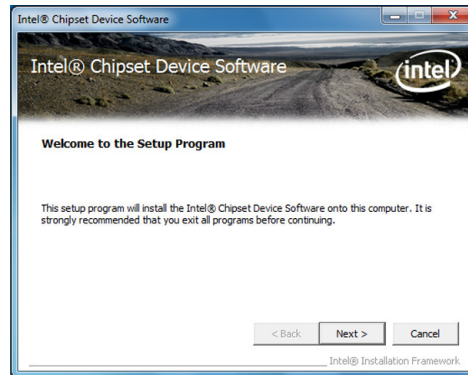 Intel® Chipset Device Software
Intel® Chipset Device Software
intel
Welcome to the Setup Program
This setup program will install the Intel® Chipset Device Software onto this computer. It is
strongly recommended that you exit all programs before continuing.
< Back Next > Cancel
Intel® Installation Framework